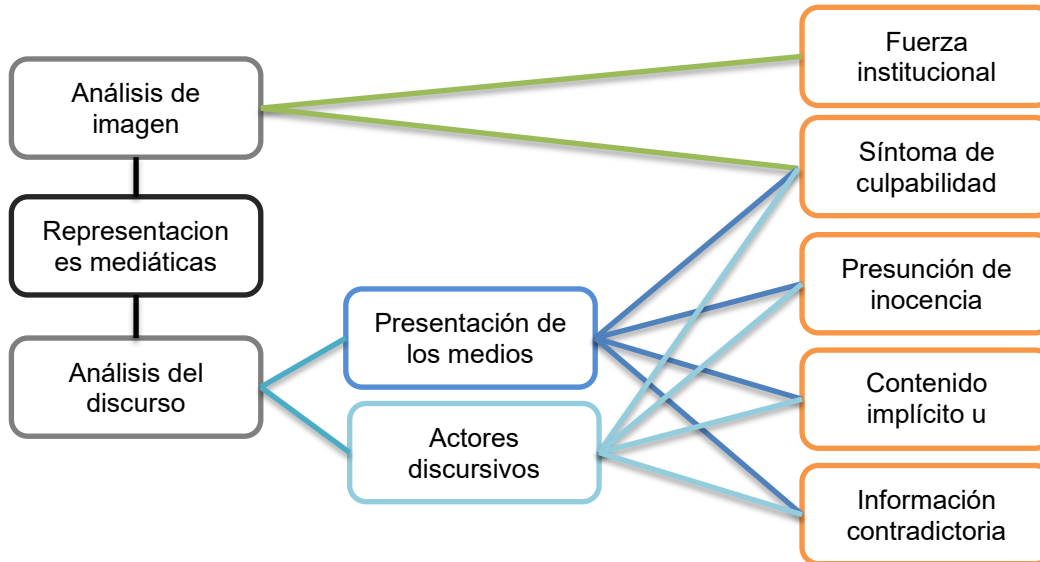 Análisis de
imagen
Representacion
es mediáticas
Análisis del
discurso
Presentación de
los medios
Actores
discursivos
Fuerza
institucional
Síntoma de
culpabilidad
Presunción de
inocencia
Contenido
implícito u
Información
contradictoria